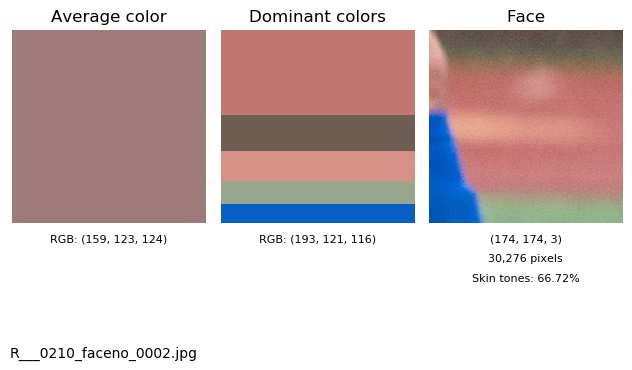 Average color
Dominant colors
Face
RGB: (159, 123, 124)
RGB: (193, 121, 116)
(174, 174, 3)
30,276 pixels
Skin tones: 66.72%
R___0210_faceno_0002.jpg